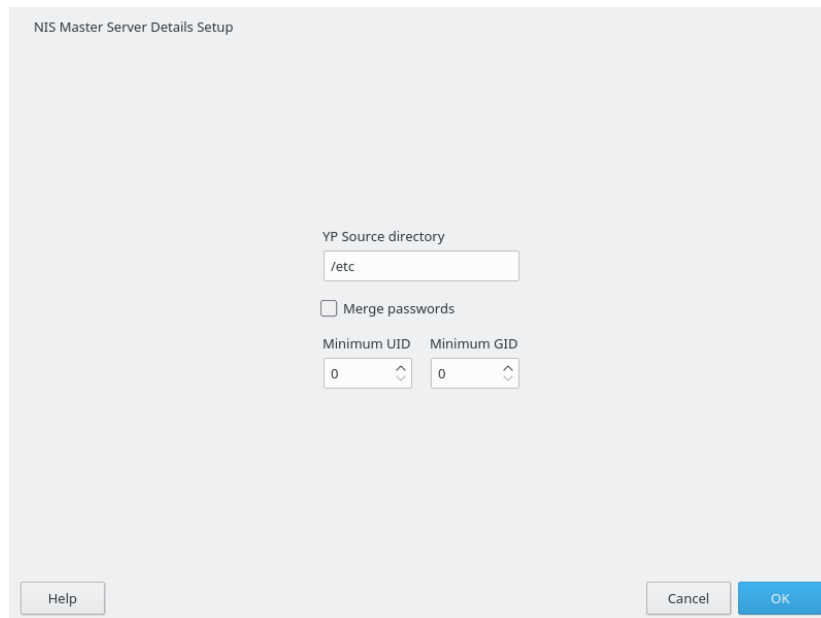 NIS Master Server Details Setup
YP Source directory
/etc
Merge passwords
Minimum UID Minimum GID
0 0
Help Cancel OK